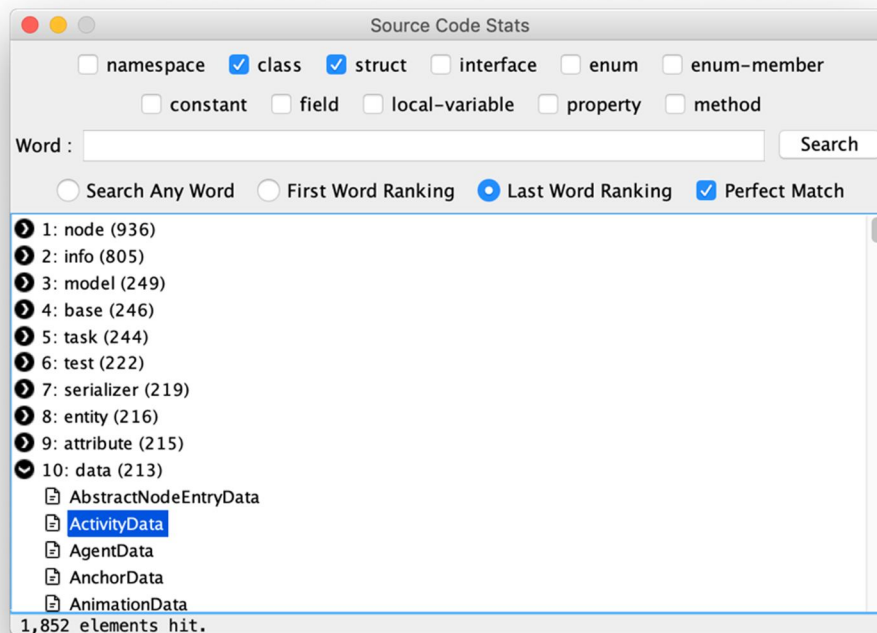 Source Code Stats
namespace class struct interface enum enum-member
constant field local-variable property method
Word : Search
Search Any Word First Word Ranking Last Word Ranking Perfect Match
1: node (936)
2: info (805)
3: model (249)
4: base (246)
5: task (244)
6: test (222)
7: serializer (219)
8: entity (216)
9: attribute (215)
10: data (213)
AbstractNodeEntryData
ActivityData
AgentData
AnchorData
AnimationData
1,852 elements hit.